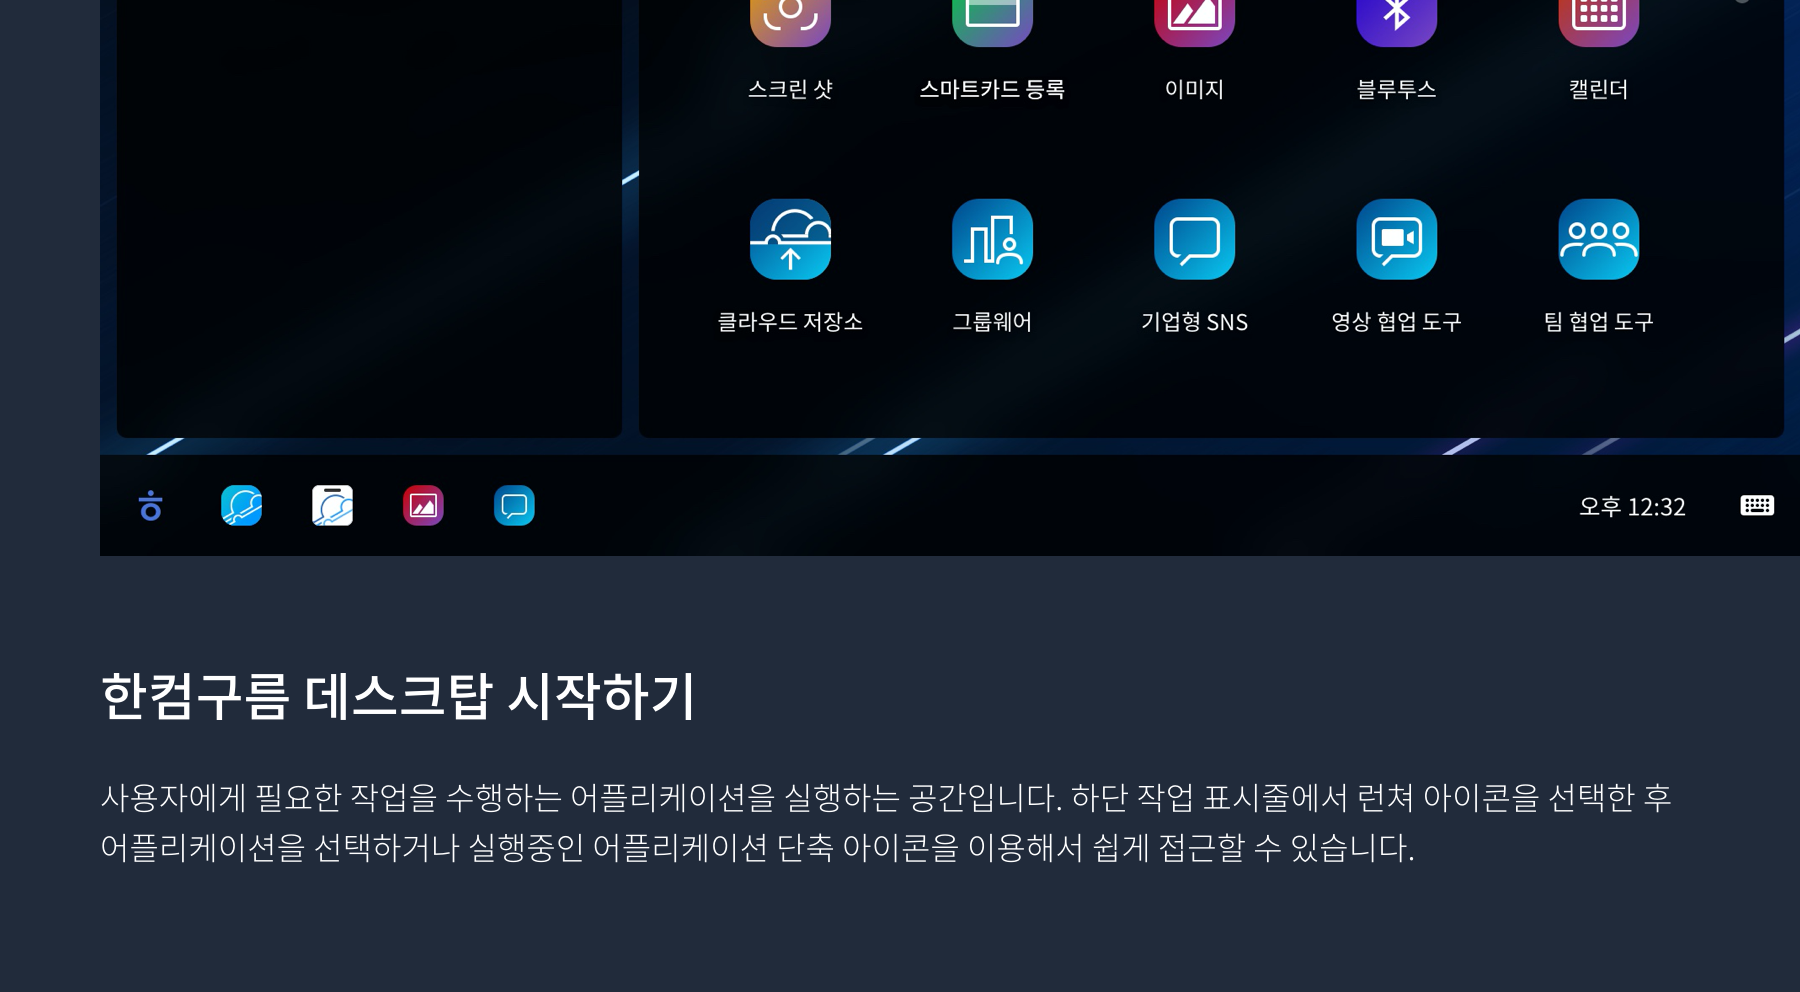 스크린 샷 스마트카드 등록 이미지 블루투스 캘린더
클라우드 저장소 그룹웨어 기업형 SNS 영상 협업 도구 팀 협업 도구
오후 12:32
한컴구름 데스크탑 시작하기
사용자에게 필요한 작업을 수행하는 어플리케이션을 실행하는 공간입니다. 하단 작업 표시줄에서 런쳐 아이콘을 선택한 후
어플리케이션을 선택하거나 실행중인 어플리케이션 단축 아이콘을 이용해서 쉽게 접근할 수 있습니다.